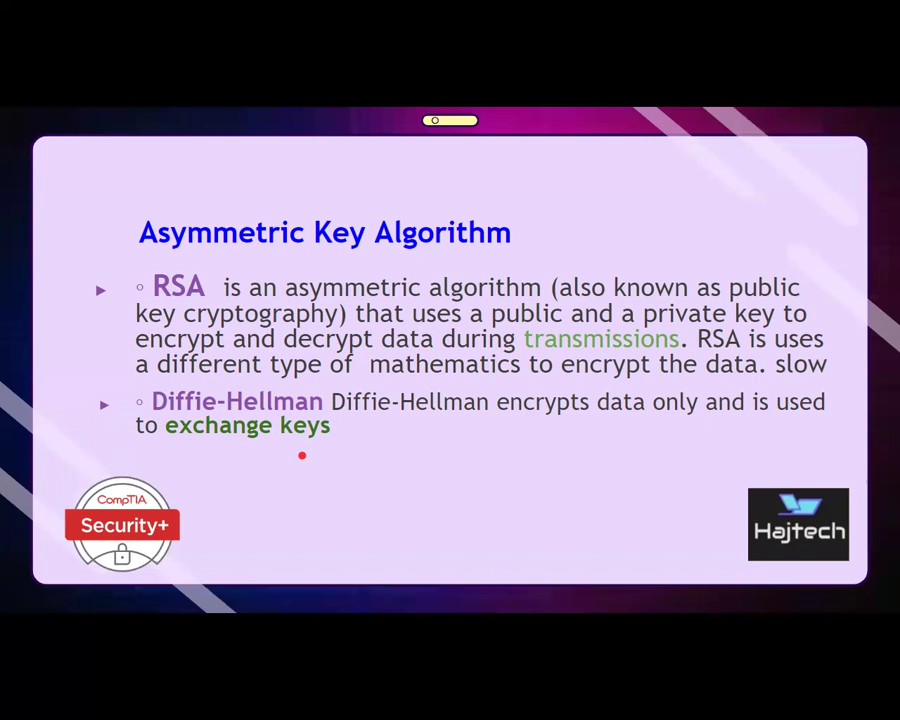 Asymmetric Key Algorithm
▸ ◦ RSA is an asymmetric algorithm (also known as public
key cryptography) that uses a public and a private key to
encrypt and decrypt data during transmissions. RSA is uses
a different type of mathematics to encrypt the data. slow
▸ ◦ Diffie-Hellman Diffie-Hellman encrypts data only and is used
to exchange keys
CompTIA
Security+
Hajtech